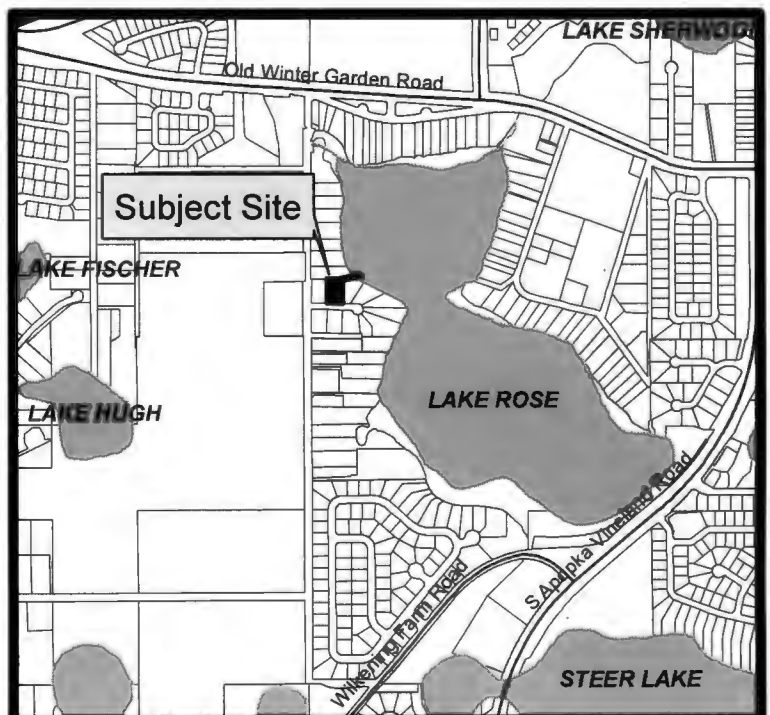 LAKE SHERWOOD
Old Winter Garden Road
Subject Site
LAKE FISCHER
LAKE ROSE
LAKE HUGH
S Apopka Vineland Road
Wilkening Farm Road
STEER LAKE